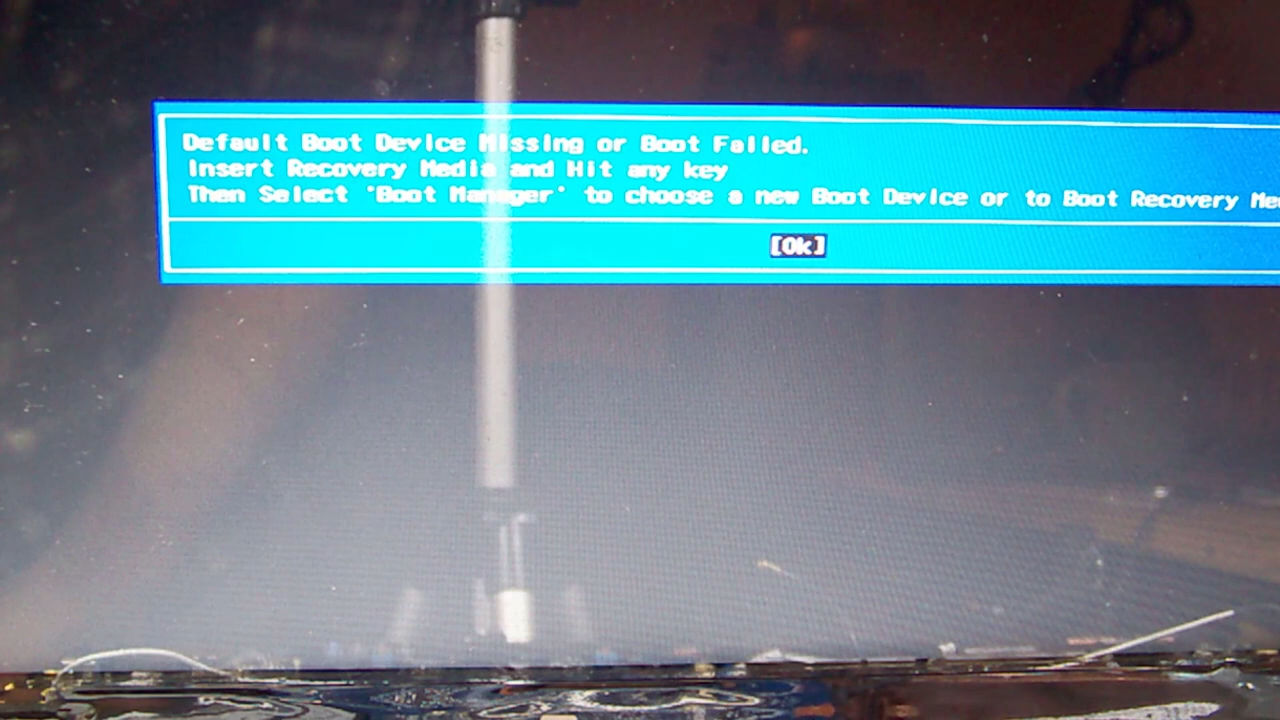 Default Boot Device Missing or Boot Failed.
Insert Recovery Media and Hit any key
Then Select 'Boot Manager' to choose a new Boot Device or to Boot Recovery
[Ok]